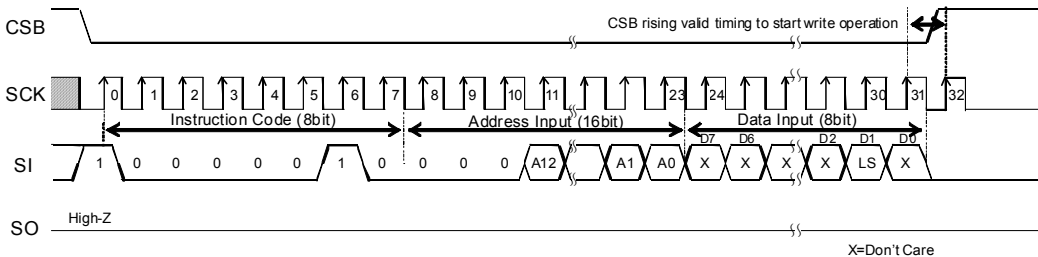 CSB
CSB rising valid timing to start write operation
SCK
0 1 2 3 4 5 6 7 8 9 10 11 23 24 30 31 32
Instruction Code (8bit) Address Input (16bit) Data Input (8bit)
D7 D6 D2 D1 D0
SI 1 0 0 0 0 0 1 0 0 0 0 A12 A1 A0 X X X X LS X
High-Z
SO
X=Don't Care